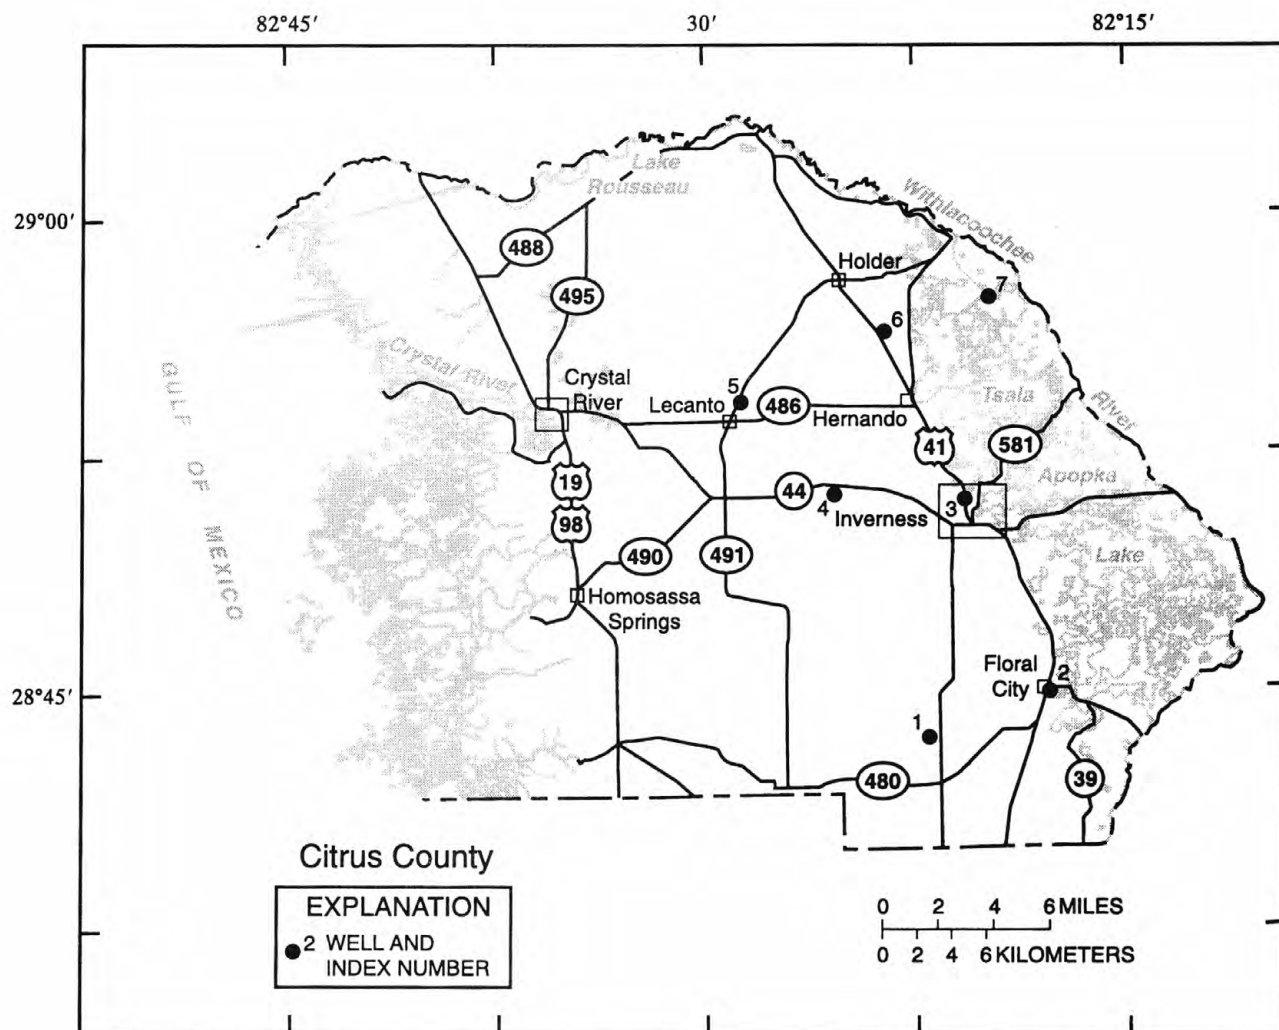 82°45′
30′
82°15′
29°00′
28°45′
Lake
Rousseau
Withlacoochee
River
488
495
Holder
7
6
Crystal River
GULF OF MEXICO
Crystal
River
Lecanto
5
486
Hernando
Tsala
41
581
Apopka
19
44
4
Inverness
3
98
490
491
Lake
Homosassa
Springs
Floral
City
2
1
480
39
Citrus County
EXPLANATION
2 WELL AND
INDEX NUMBER
0 2 4 6 MILES
0 2 4 6 KILOMETERS